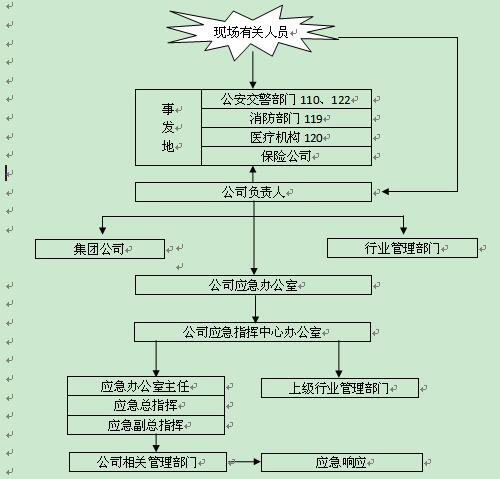 现场有关人员
事发地
公安交警部门 110、122
消防部门 119
医疗机构 120
保险公司
公司负责人
集团公司
行业管理部门
公司应急办公室
公司应急指挥中心办公室
应急办公室主任
应急总指挥
应急副总指挥
上级行业管理部门
公司相关管理部门
应急响应